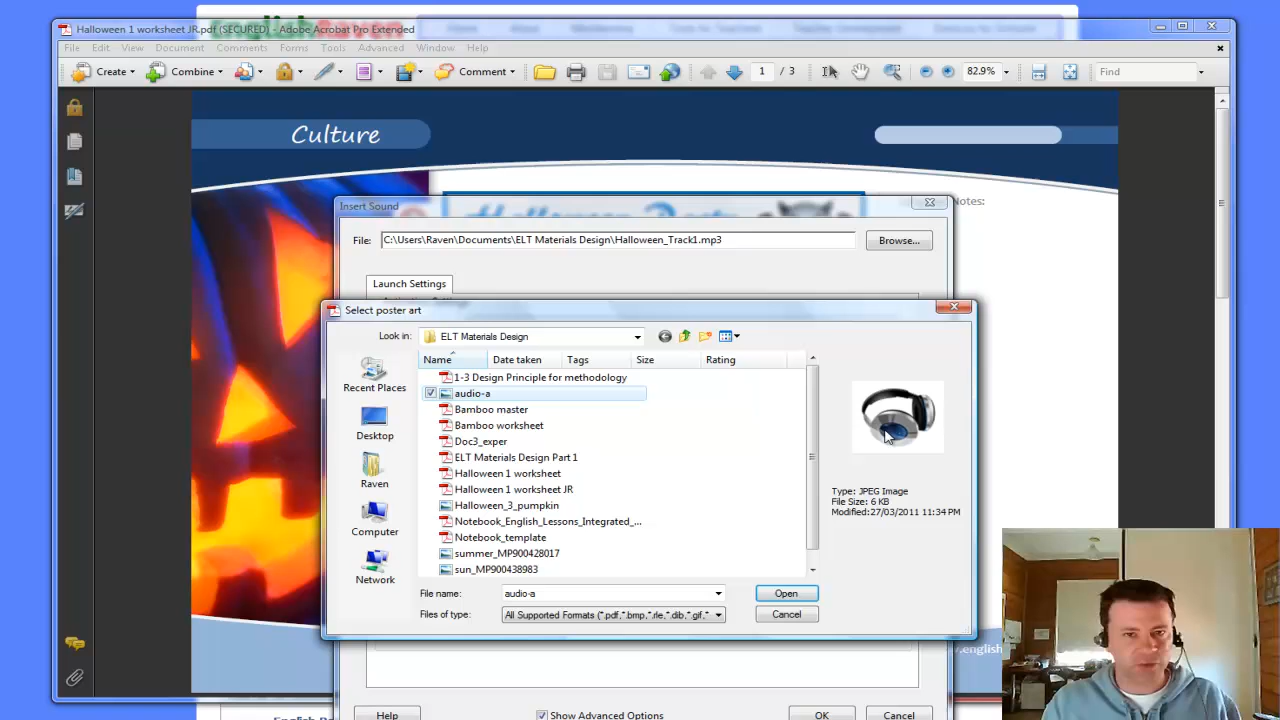 Halloween 1 worksheet JR.pdf (SECURED) - Adobe Acrobat Pro Extended
File Edit View Document Comments Forms Tools Advanced Window Help
Create Combine Comment 1 / 3 82.9% Find
Culture
Halloween Party
Notes:
Insert Sound
File: C:\Users\Raven\Documents\ELT Materials Design\Halloween_Track1.mp3 Browse...
Launch Settings
Select poster art
Look in: ELT Materials Design
Name Date taken Tags Size Rating
Recent Places
Desktop
Raven
Computer
Network
1-3 Design Principle for methodology
audio-a
Bamboo master
Bamboo worksheet
Doc3_exper
ELT Materials Design Part 1
Halloween 1 worksheet
Halloween 1 worksheet JR
Halloween_3_pumpkin
Notebook_English_Lessons_Integrated_...
Notebook_template
summer_MP900428017
sun_MP900438983
Type: JPEG Image
File Size: 6 KB
Modified:27/03/2011 11:34 PM
File name: audio-a Open
Files of type: All Supported Formats (*.pdf,*.bmp,*.rle,*.dib,*.gif,* Cancel
.english
Help Show Advanced Options OK Cancel